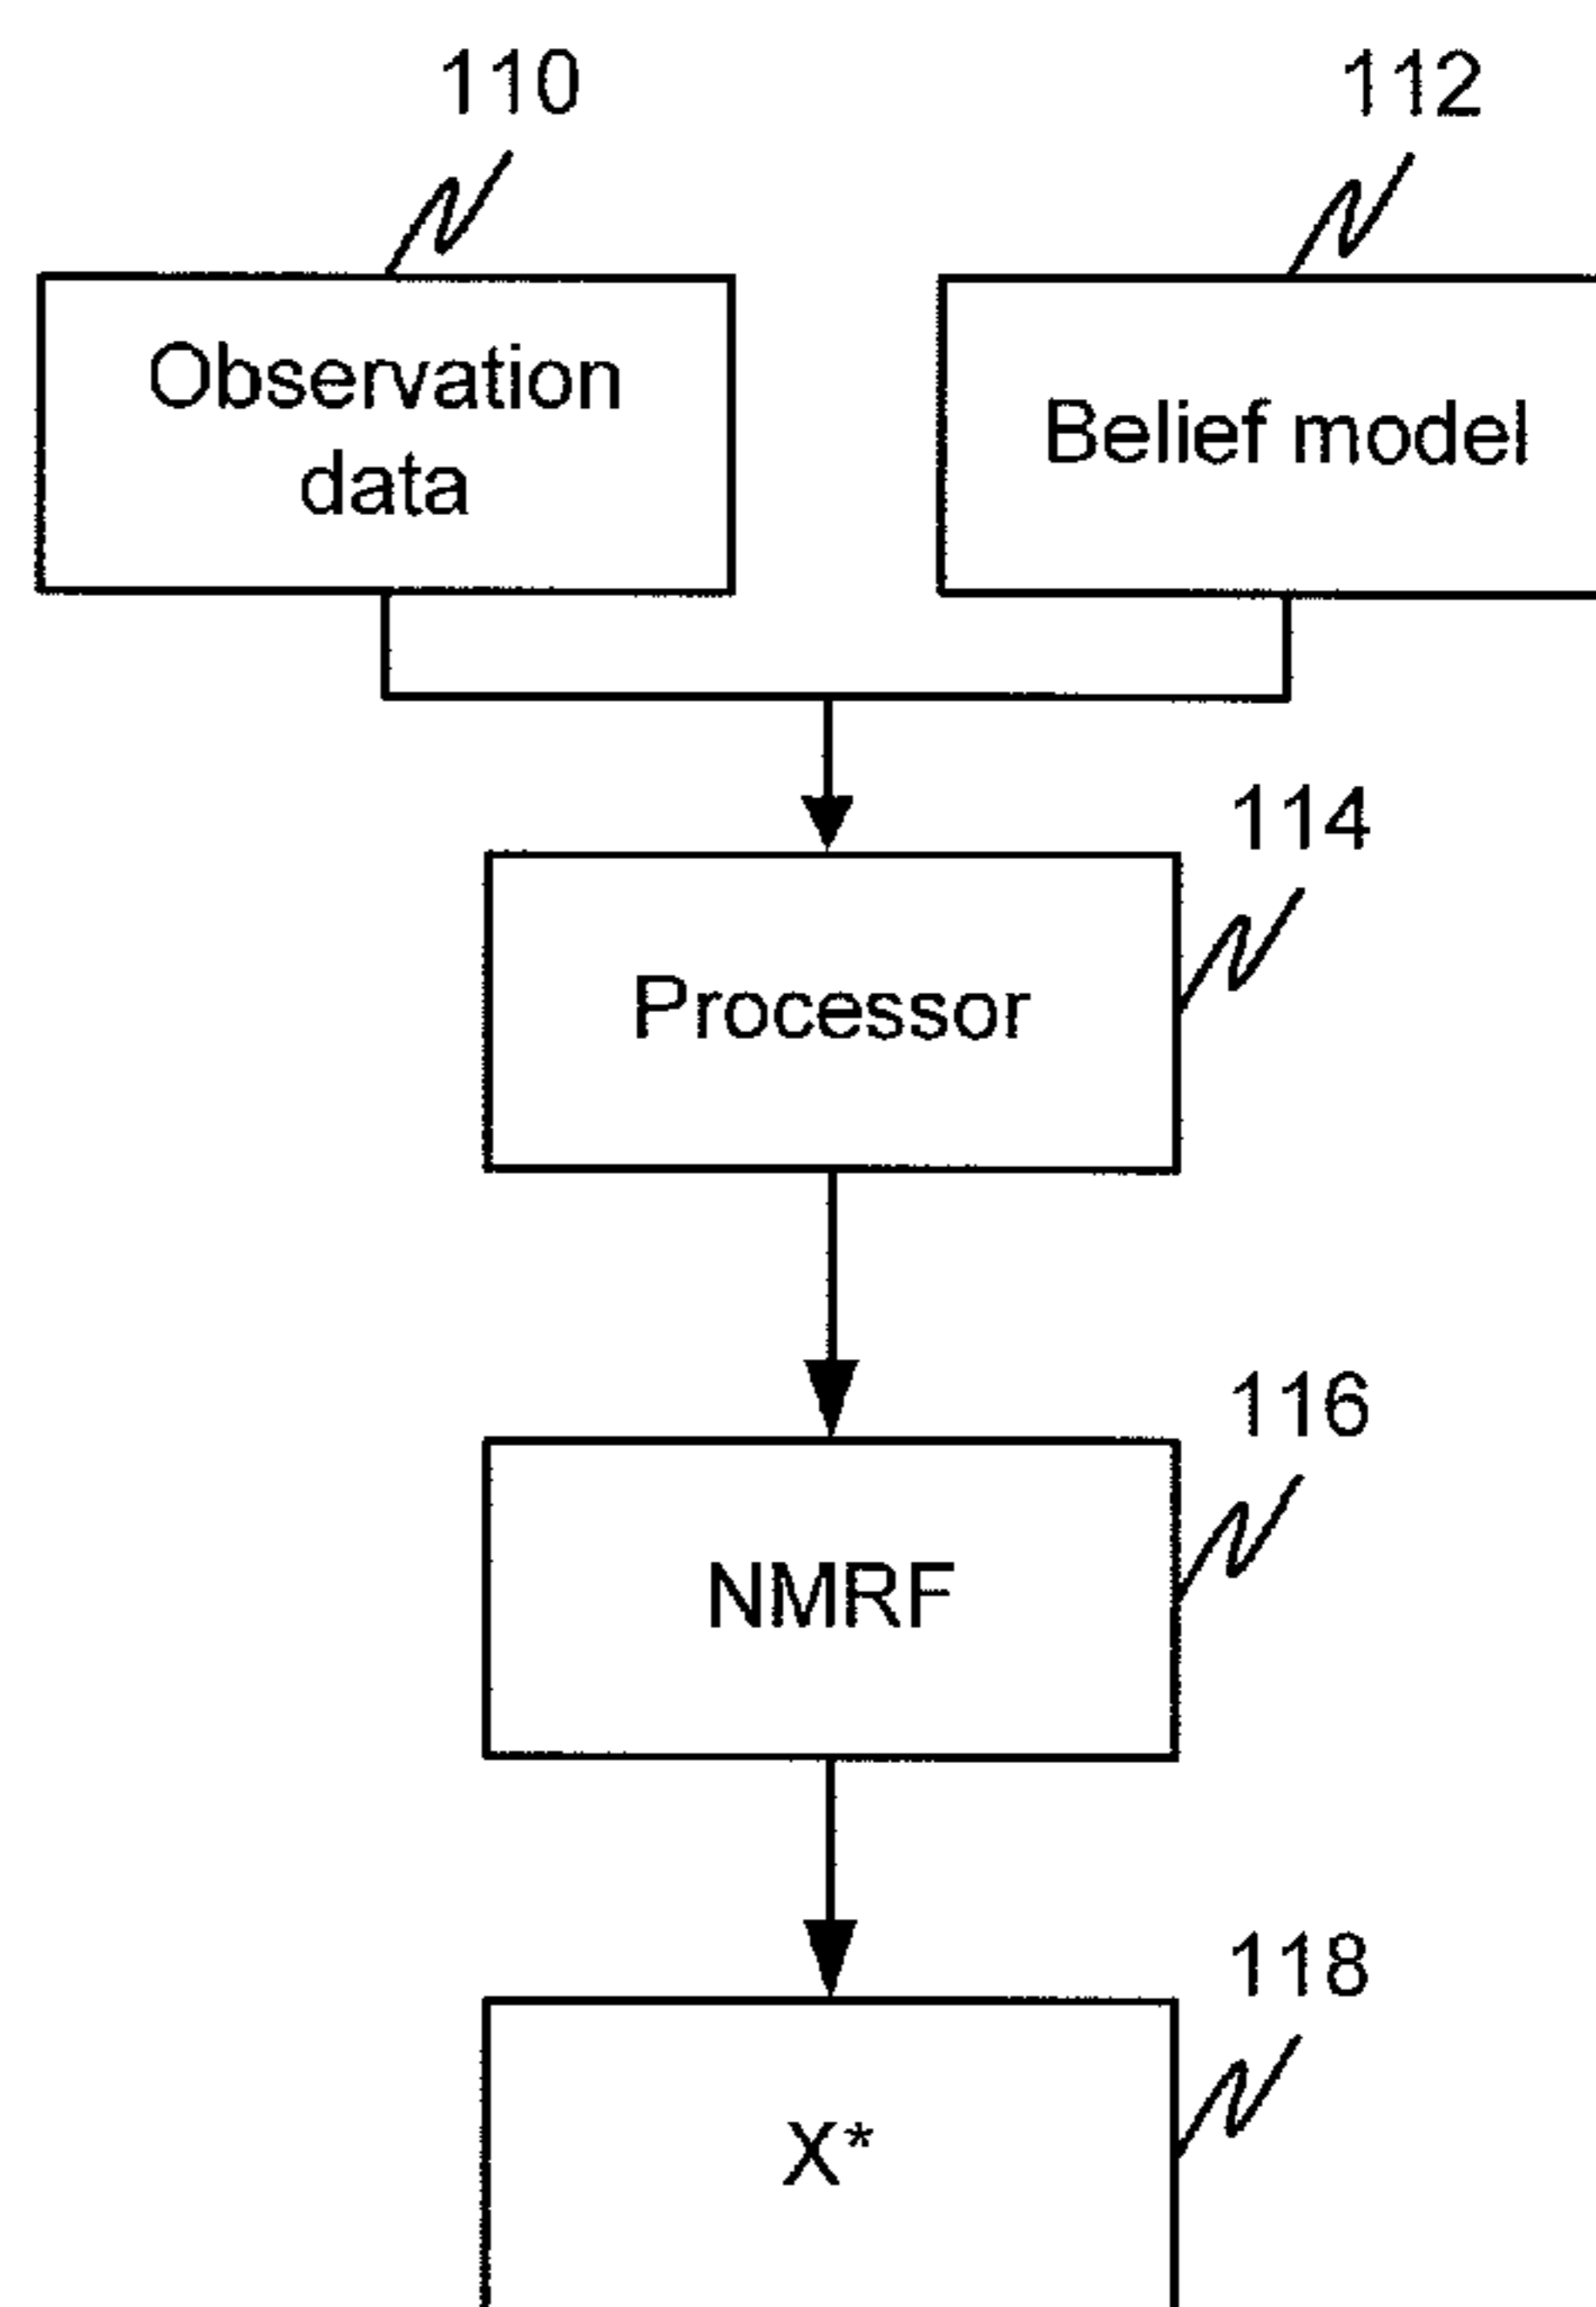 110
112
Observation
data
Belief model
114
Processor
116
NMRF
118
X*